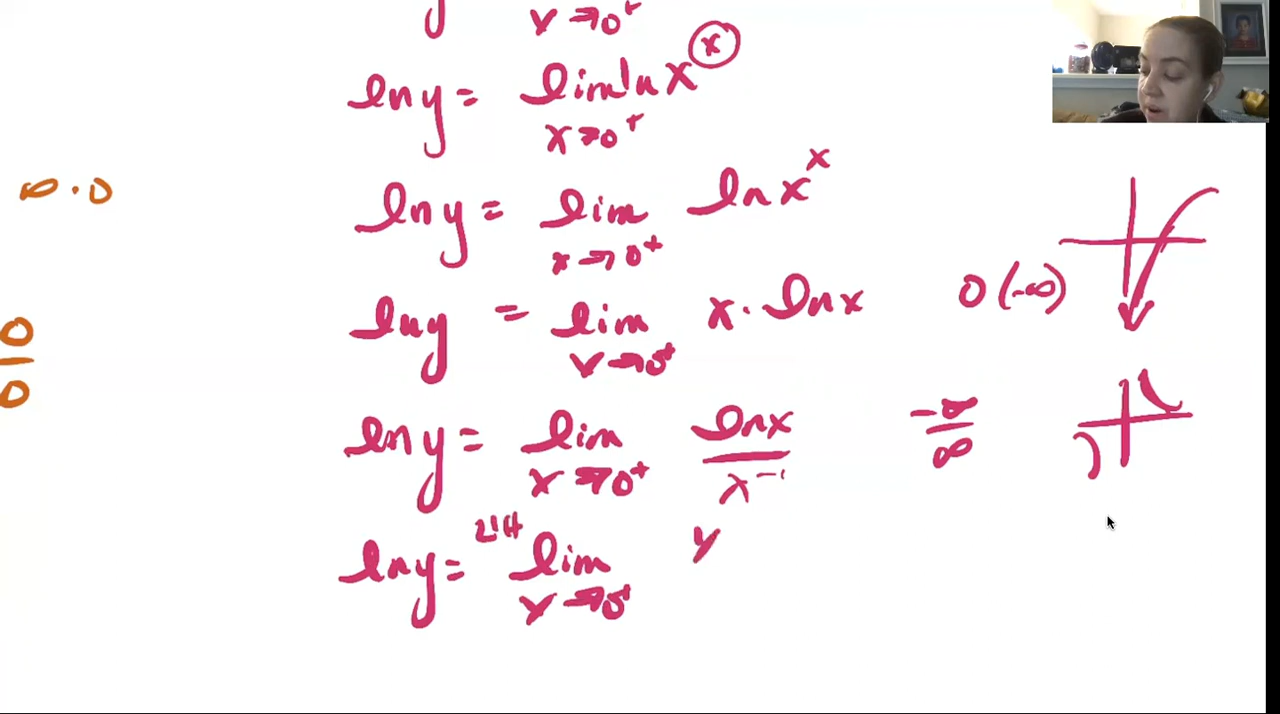 y x→0⁺
ln y = lim ln x^x
x→0⁺
∞·0
ln y = lim ln x^x
x→0⁺
0(-∞)
ln y = lim x·ln x
x→0⁺
0
0
ln y = lim ln x
x→0⁺ x⁻¹
-∞
∞
L'H
ln y = lim
x→0⁺